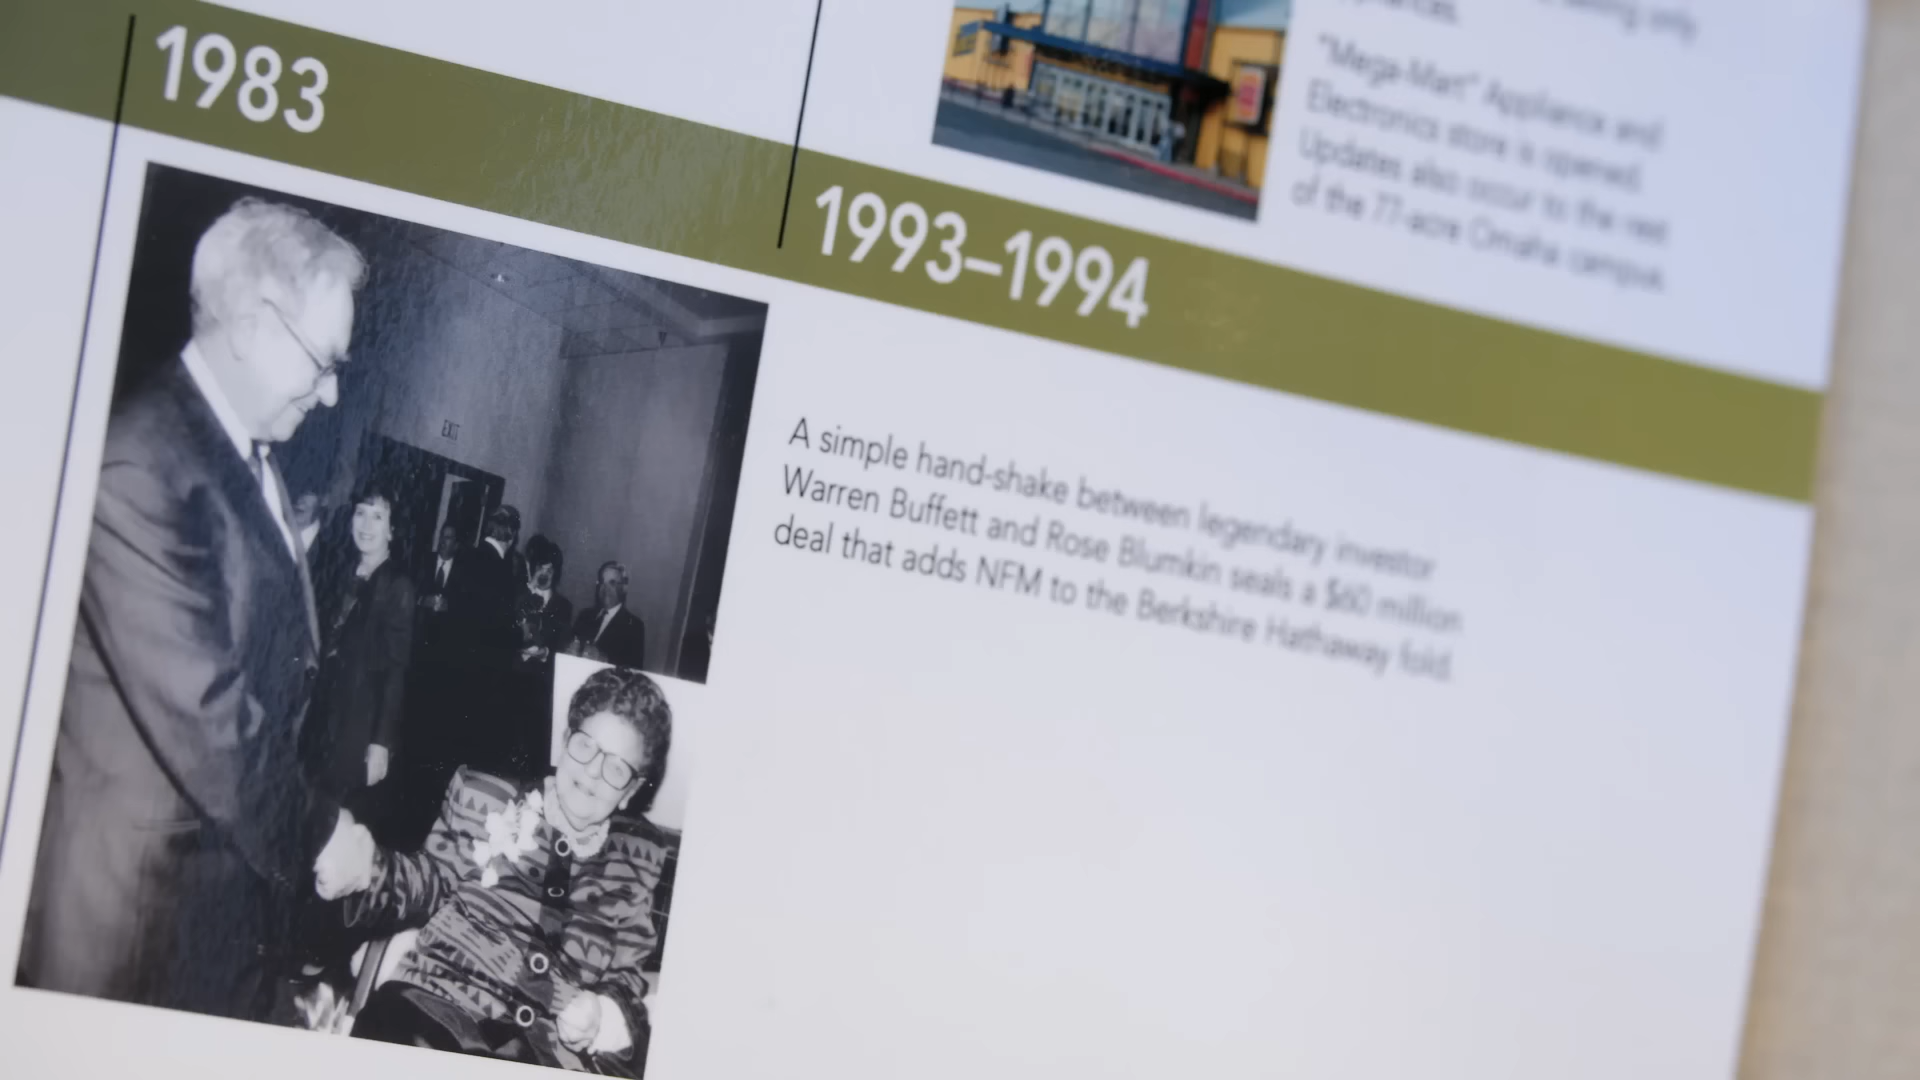 1983
EXIT
A simple hand-shake between legendary investor
Warren Buffett and Rose Blumkin seals a $60 million
deal that adds NFM to the Berkshire Hathaway fold.
1993–1994
only
"Mega-Mart" Appliance and
Electronics store is opened.
Updates also occur to the rest
of the 77-acre Omaha campus.